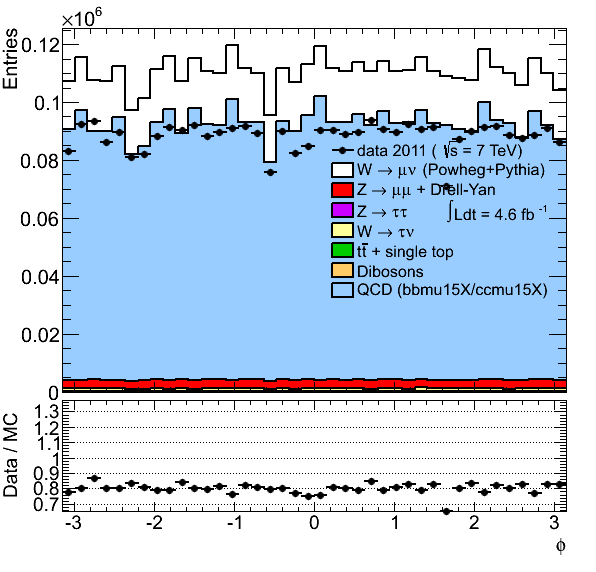 ×10⁶
Entries
0.12
0.1
0.08
0.06
0.04
0.02
0
data 2011 ( √s = 7 TeV)
W → μν (Powheg+Pythia)
Z → μμ + Drell-Yan
Z → ττ
∫Ldt = 4.6 fb⁻¹
W → τν
tt̄ + single top
Dibosons
QCD (bbmu15X/ccmu15X)
Data / MC
1.3
1.2
1.1
1
0.9
0.8
0.7
-3 -2 -1 0 1 2 3
ϕ